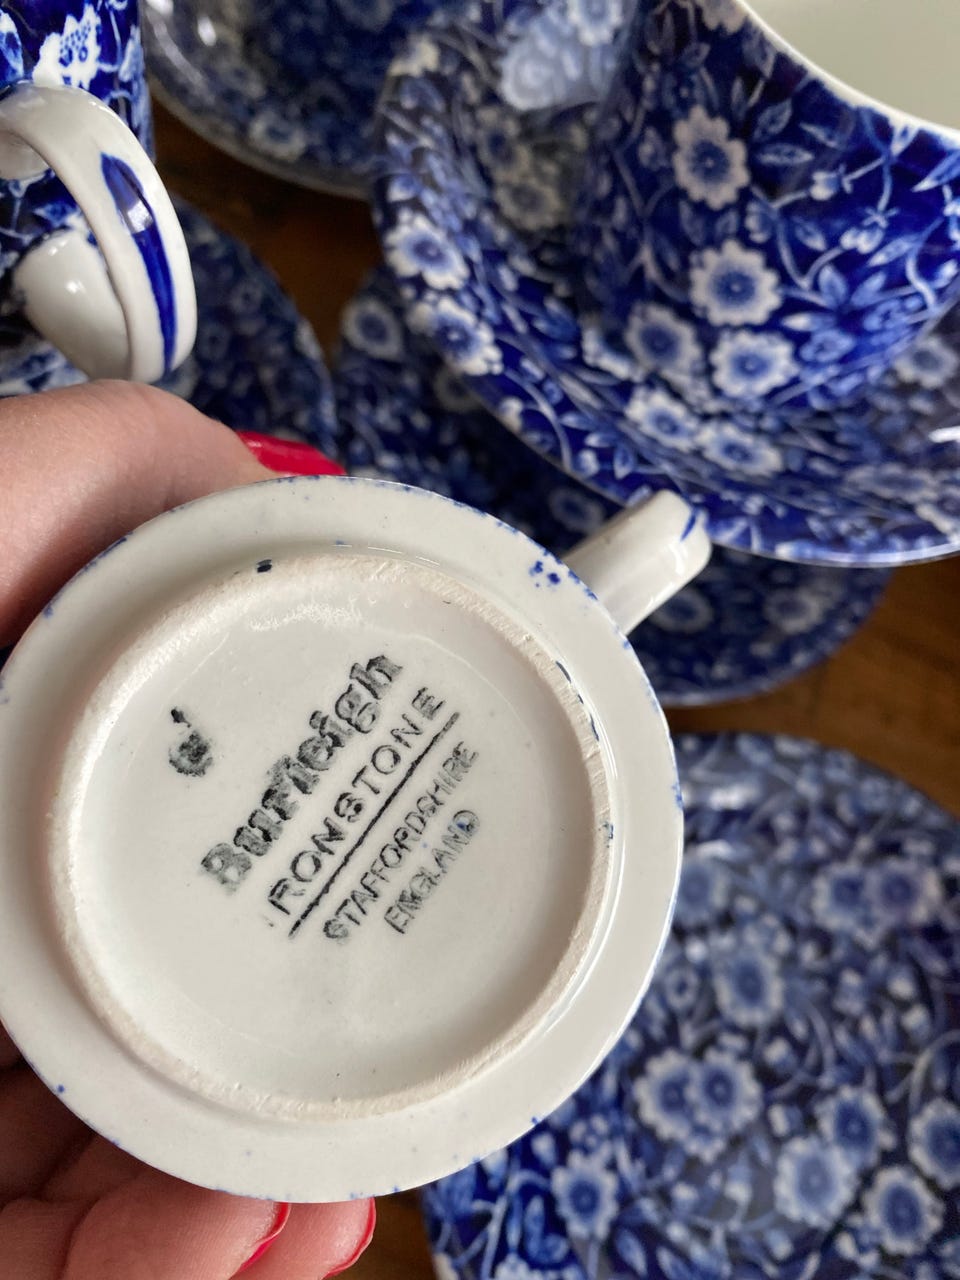 Burleigh
IRONSTONE
STAFFORDSHIRE
ENGLAND